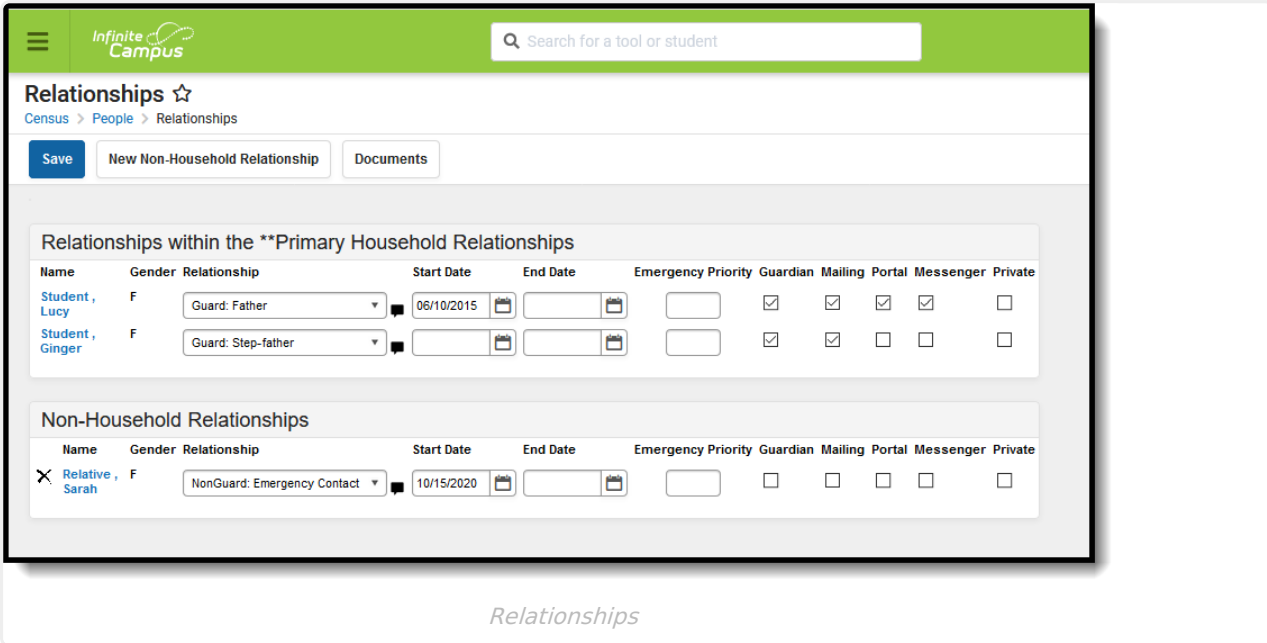 Infinite
Campus
Search for a tool or student
Relationships
Census > People > Relationships
Save New Non-Household Relationship Documents
Relationships within the **Primary Household Relationships
Name Gender Relationship Start Date End Date Emergency Priority Guardian Mailing Portal Messenger Private
Student , F Guard: Father 06/10/2015
Lucy
Student , F Guard: Step-father
Ginger
Non-Household Relationships
Name Gender Relationship Start Date End Date Emergency Priority Guardian Mailing Portal Messenger Private
Relative , F NonGuard: Emergency Contact 10/15/2020
Sarah
Relationships